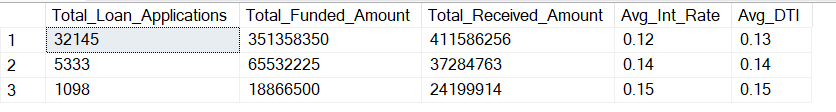 Total_Loan_Applications Total_Funded_Amount Total_Received_Amount Avg_Int_Rate Avg_DTI
1 32145 351358350 411586256 0.12 0.13
2 5333 65532225 37284763 0.14 0.14
3 1098 18866500 24199914 0.15 0.15